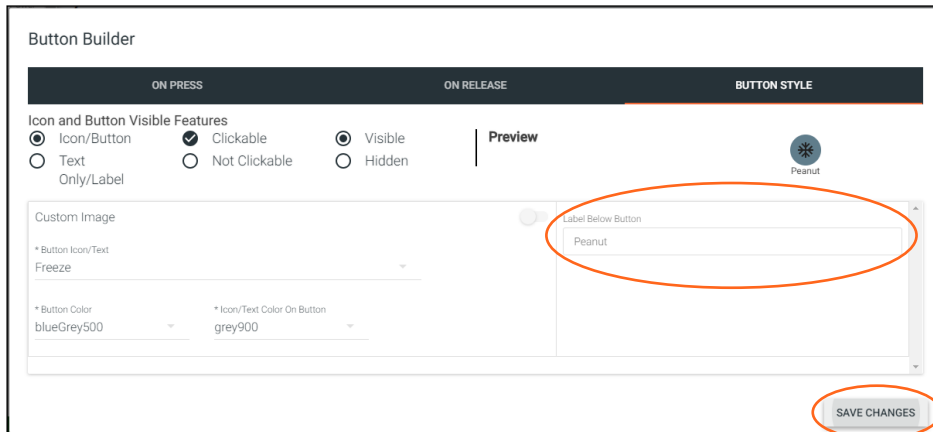 Button Builder
ON PRESS ON RELEASE BUTTON STYLE
Icon and Button Visible Features
Icon/Button Clickable Visible Preview
Text Only/Label Not Clickable Hidden
Peanut
Custom Image
Label Below Button
Peanut
* Button Icon/Text
Freeze
* Button Color * Icon/Text Color On Button
blueGrey500 grey900
SAVE CHANGES